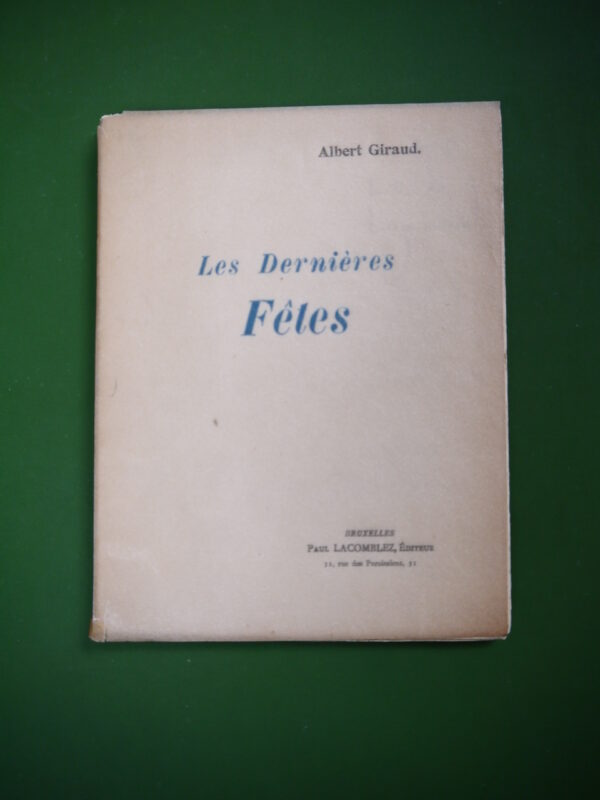 Albert Giraud.
Les Dernières
Fêtes
BRUXELLES
PAUL LACOMBLEZ, ÉDITEUR
31, rue des Paroissiens, 31